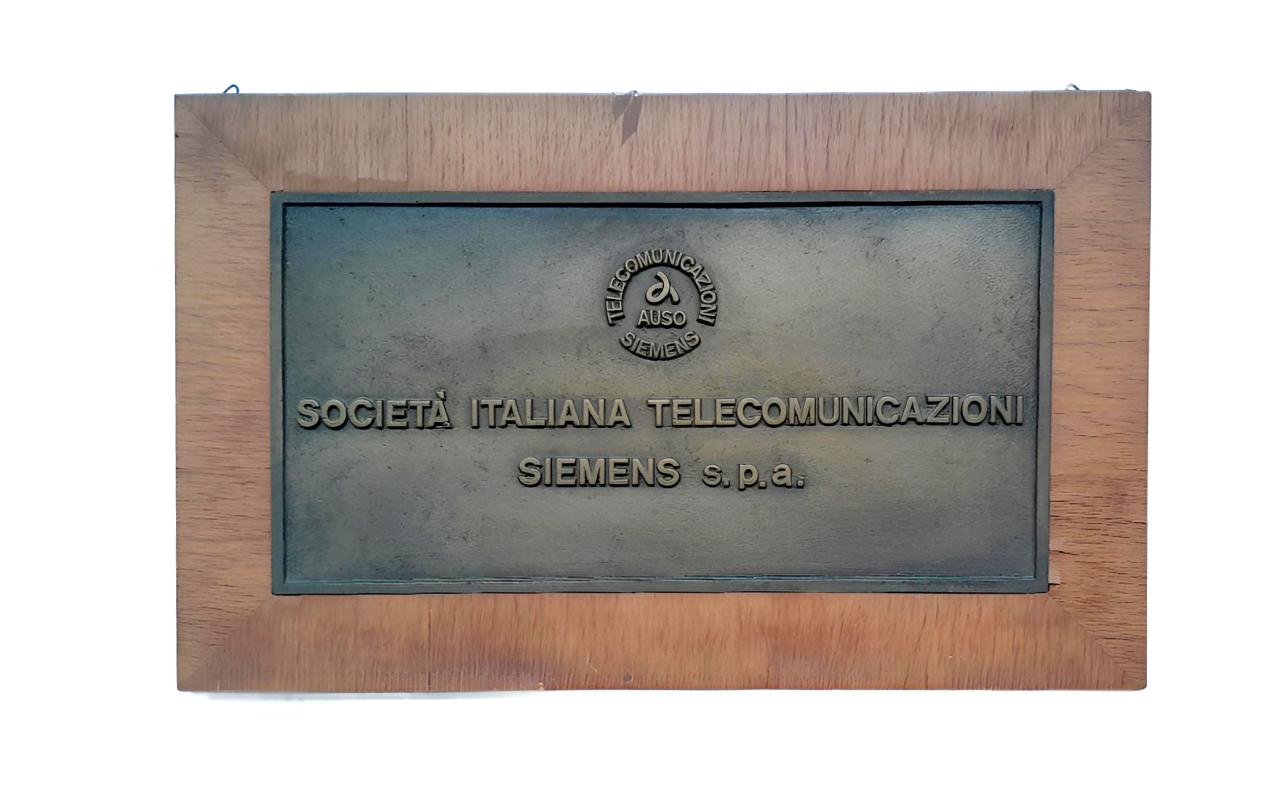 TELECOMUNICAZIONI
AUSO
SIEMENS
SOCIETÀ ITALIANA TELECOMUNICAZIONI
SIEMENS s.p.a.